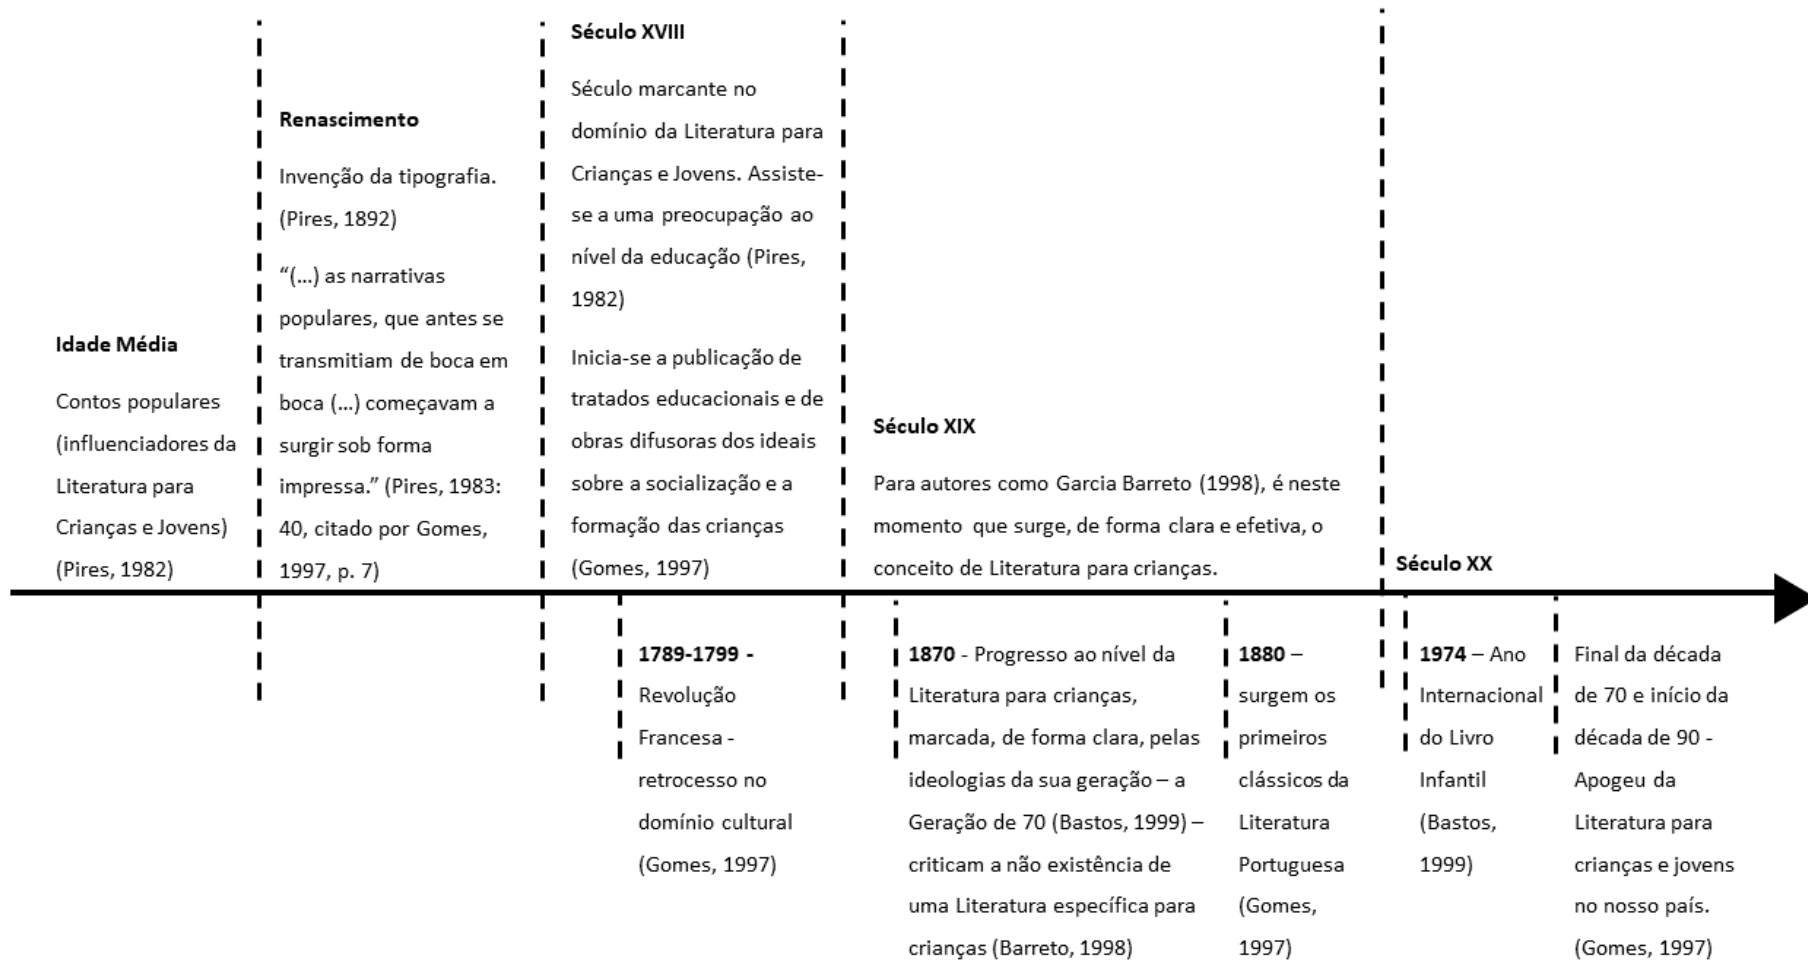 Idade Média
Contos populares
(influenciadores da
Literatura para
Crianças e Jovens)
(Pires, 1982)
Renascimento
Invenção da tipografia.
(Pires, 1892)
“(…) as narrativas
populares, que antes se
transmitiam de boca em
boca (…) começavam a
surgir sob forma
impressa.” (Pires, 1983:
40, citado por Gomes,
1997, p. 7)
Século XVIII
Século marcante no
domínio da Literatura para
Crianças e Jovens. Assiste-
se a uma preocupação ao
nível da educação (Pires,
1982)
Inicia-se a publicação de
tratados educacionais e de
obras difusoras dos ideais
sobre a socialização e a
formação das crianças
(Gomes, 1997)
Século XIX
Para autores como Garcia Barreto (1998), é neste
momento que surge, de forma clara e efetiva, o
conceito de Literatura para crianças.
Século XX
1789-1799 -
Revolução
Francesa -
retrocesso no
domínio cultural
(Gomes, 1997)
1870 - Progresso ao nível da
Literatura para crianças,
marcada, de forma clara, pelas
ideologias da sua geração – a
Geração de 70 (Bastos, 1999) –
criticam a não existência de
uma Literatura específica para
crianças (Barreto, 1998)
1880 –
surgem os
primeiros
clássicos da
Literatura
Portuguesa
(Gomes,
1997)
1974 – Ano
Internacional
do Livro
Infantil
(Bastos,
1999)
Final da década
de 70 e início da
década de 90 -
Apogeu da
Literatura para
crianças e jovens
no nosso país.
(Gomes, 1997)